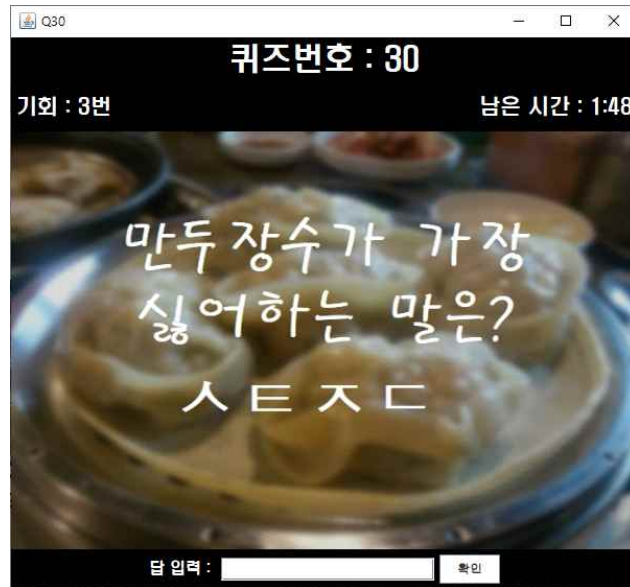 Q30
퀴즈번호 : 30
기회 : 3번
남은 시간 : 1:48
만두장수가 가장
싫어하는 말은?
ㅅㅌㅈㄷ
답 입력 :
확인